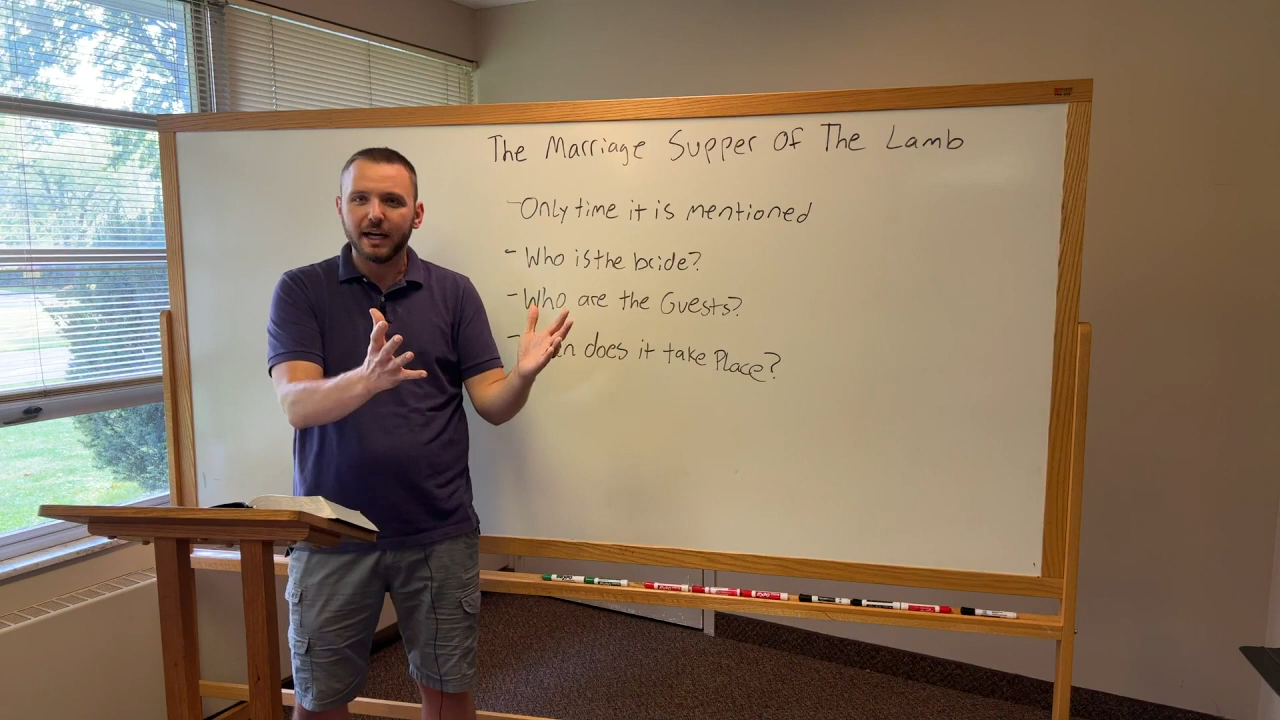 The Marriage Supper Of The Lamb
- Only time it is mentioned
- Who is the bride?
- Who are the Guests?
- does it take Place?